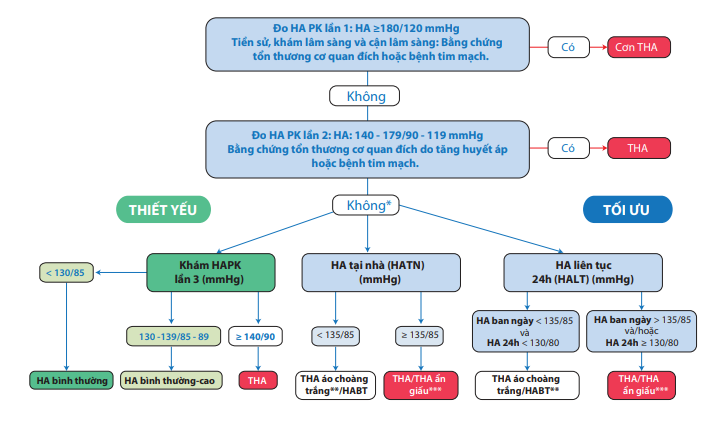 Đo HA PK lần 1: HA ≥180/120 mmHg
Tiền sử, khám lâm sàng và cận lâm sàng: Bằng chứng
tổn thương cơ quan đích hoặc bệnh tim mạch.
Có
Cơn THA
Không
Đo HA PK lần 2: HA: 140 - 179/90 - 119 mmHg
Bằng chứng tổn thương cơ quan đích do tăng huyết áp
hoặc bệnh tim mạch.
Có
THA
Không*
THIẾT YẾU
TỐI ƯU
< 130/85
Khám HAPK
lần 3 (mmHg)
HA tại nhà (HATN)
(mmHg)
HA liên tục
24h (HALT) (mmHg)
130 -139/85 - 89
≥ 140/90
< 135/85
≥ 135/85
HA ban ngày < 135/85
và
HA 24h < 130/80
HA ban ngày > 135/85
và/hoặc
HA 24h ≥ 130/80
HA bình thường
HA bình thường-cao
THA
THA áo choàng
trắng**/HABT
THA/THA ẩn
giấu***
THA áo choàng
trắng/HABT**
THA/THA
ẩn giấu***